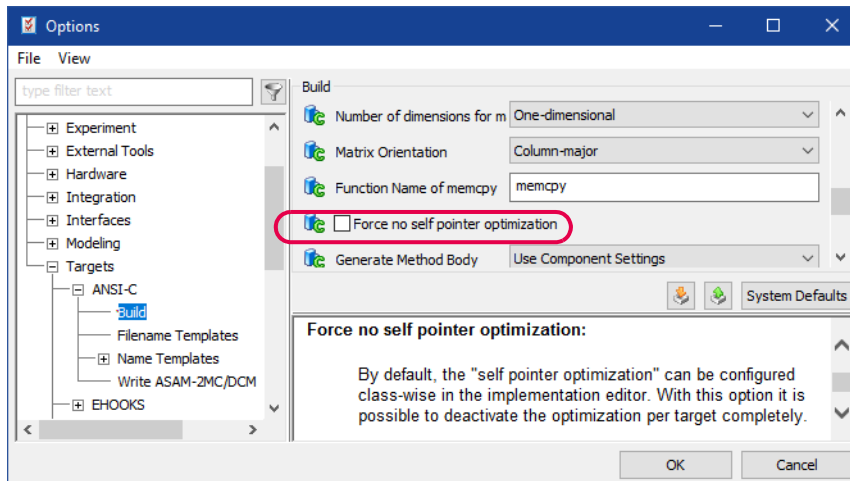 Options
File View
type filter text
Experiment
External Tools
Hardware
Integration
Interfaces
Modeling
Targets
ANSI-C
Build
Filename Templates
Name Templates
Write ASAM-2MC/DCM
EHOOKS
Build
Number of dimensions for m One-dimensional
Matrix Orientation Column-major
Function Name of memcpy memcpy
Force no self pointer optimization
Generate Method Body Use Component Settings
System Defaults
Force no self pointer optimization:
By default, the "self pointer optimization" can be configured
class-wise in the implementation editor. With this option it is
possible to deactivate the optimization per target completely.
OK Cancel